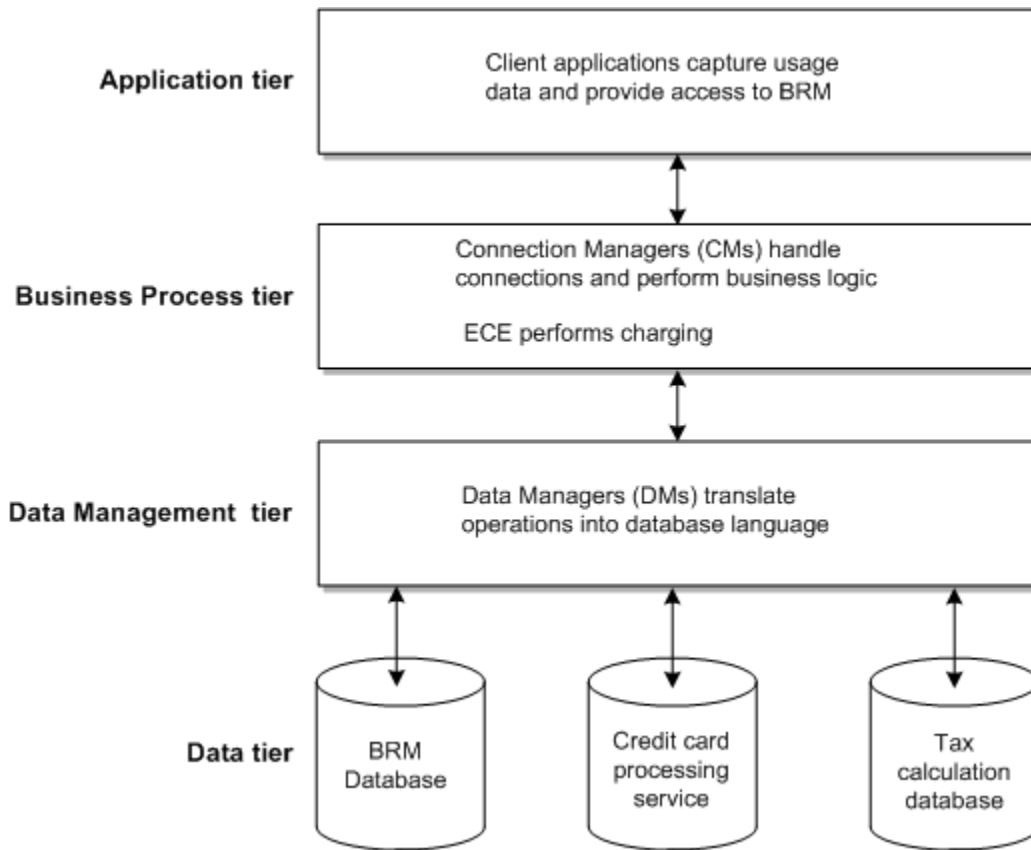 Application tier
Client applications capture usage
data and provide access to BRM
Business Process tier
Connection Managers (CMs) handle
connections and perform business logic
ECE performs charging
Data Management tier
Data Managers (DMs) translate
operations into database language
Data tier
BRM
Database
Credit card
processing
service
Tax
calculation
database